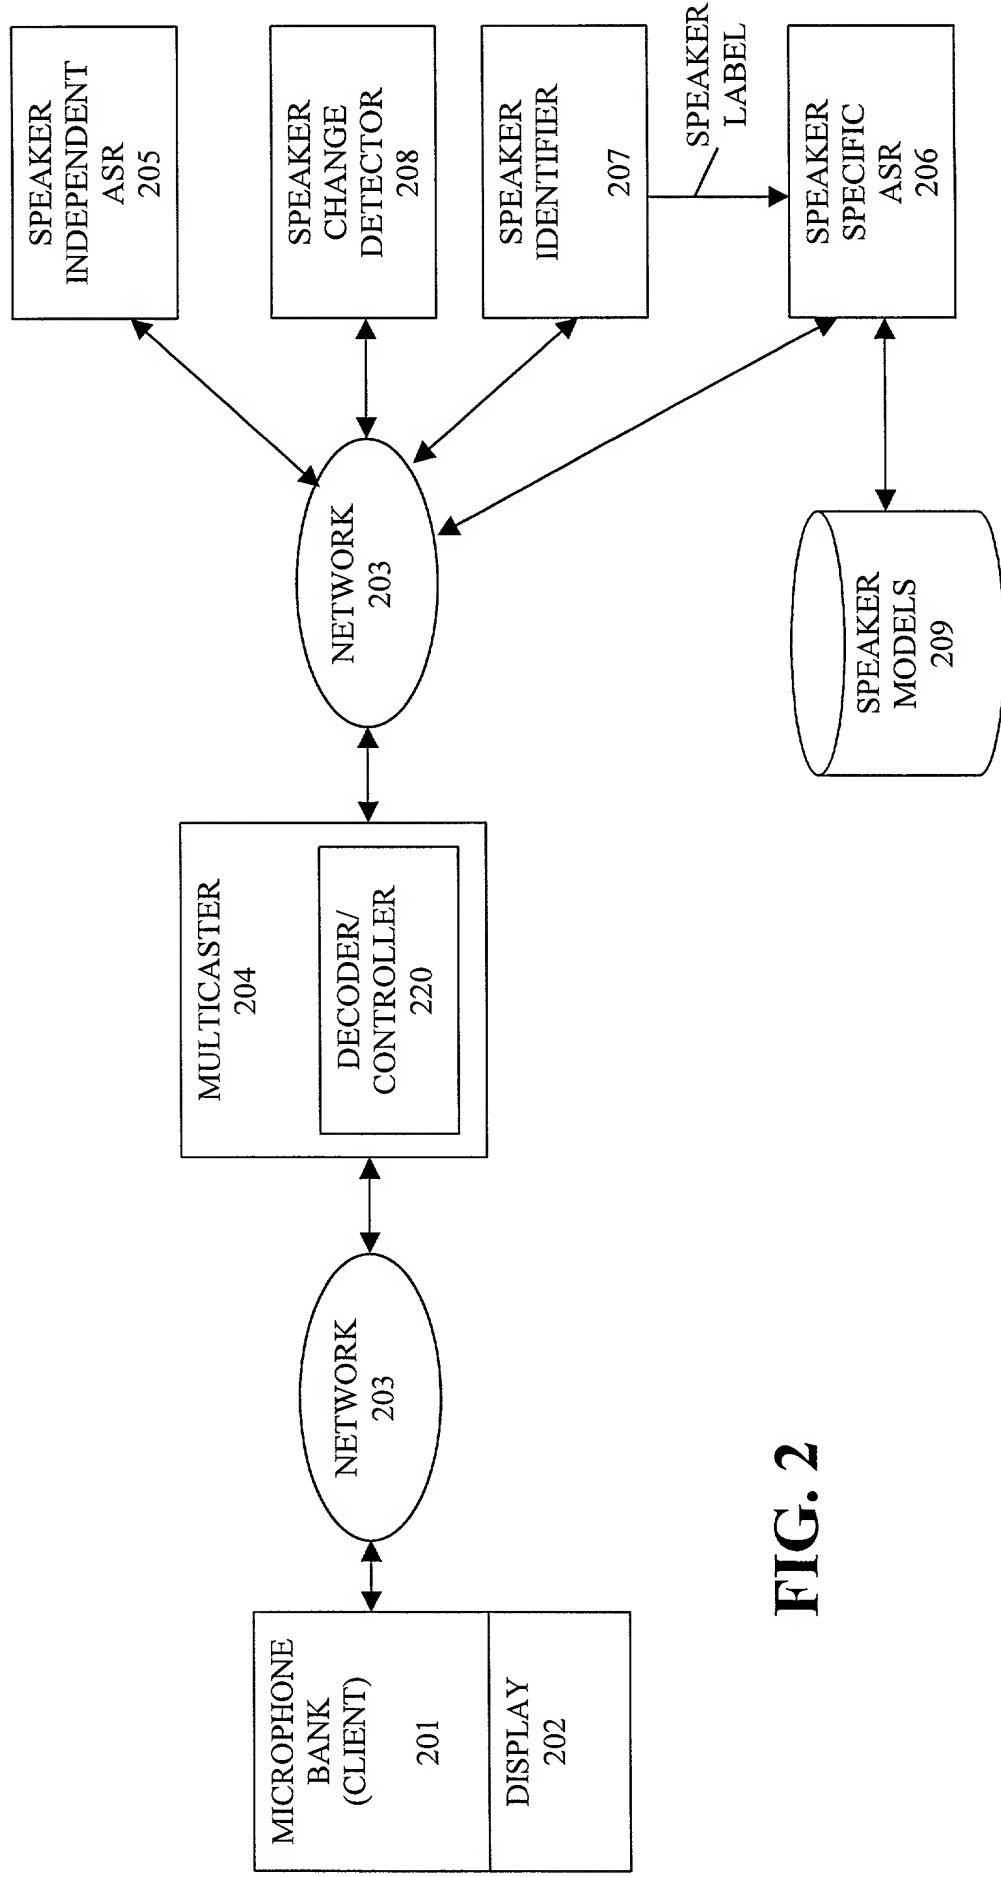 MICROPHONE
BANK
(CLIENT)
201
DISPLAY
202
NETWORK
203
MULTICASTER
204
DECODER/
CONTROLLER
220
NETWORK
203
SPEAKER
INDEPENDENT
ASR
205
SPEAKER
CHANGE
DETECTOR
208
SPEAKER
IDENTIFIER
207
SPEAKER
LABEL
SPEAKER
SPECIFIC
ASR
206
SPEAKER
MODELS
209
FIG. 2